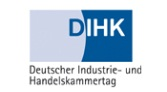 DIHK
Deutscher Industrie- und
Handelskammertag